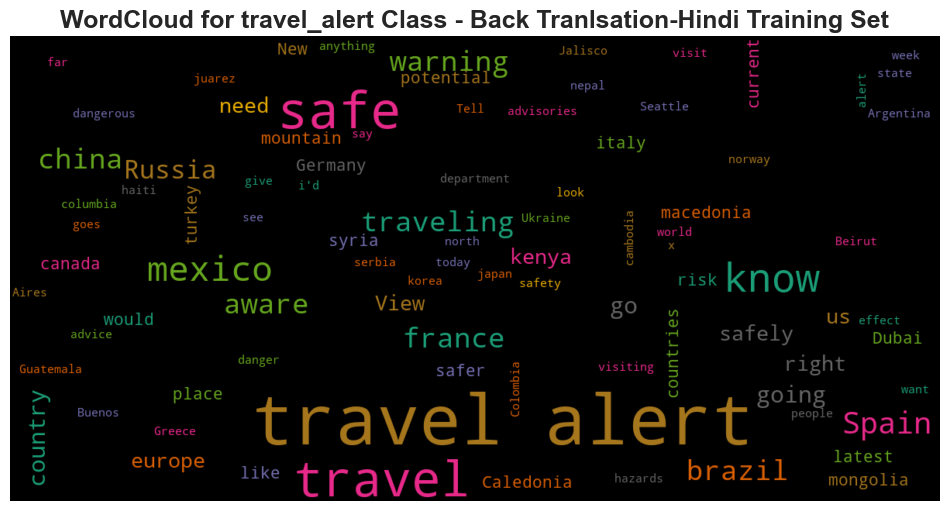 WordCloud for travel_alert Class - Back Tranlsation-Hindi Training Set
New
anything
Jalisco
visit
current
week
far
warning
state
juarez
potential
nepal
alert
need
safe
Tell
advisories
Seattle
Argentina
dangerous
mountain
say
italy
china
Russia
Germany
norway
haiti
give
i'd
department
look
columbia
turkey
see
traveling
Ukraine
cambodia
macedonia
goes
syria
north
world
x
Beirut
canada
mexico
serbia
today
kenya
korea
japan
safety
risk
know
Aires
aware
View
go
us
effect
would
advice
france
countries
safely
Dubai
Guatemala
danger
safer
Colombia
visiting
right
country
place
travel alert
going
want
Buenos
people
Greece
Spain
europe
like
travel
Caledonia
hazards
brazil
latest
mongolia